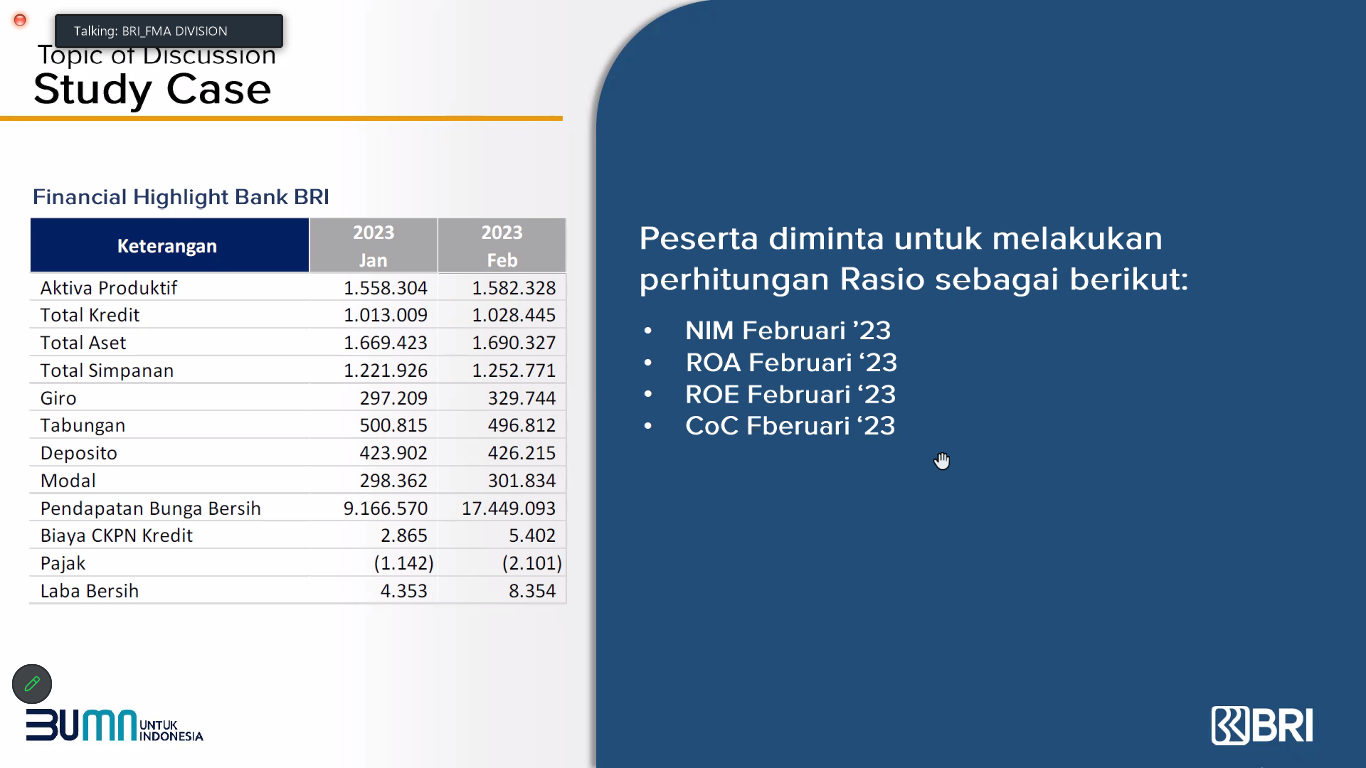 Talking: BRI_FMA DIVISION
Topic of Discussion
Study Case
Financial Highlight Bank BRI
Keterangan 2023 Jan 2023 Feb
Aktiva Produktif 1.558.304 1.582.328
Total Kredit 1.013.009 1.028.445
Total Aset 1.669.423 1.690.327
Total Simpanan 1.221.926 1.252.771
Giro 297.209 329.744
Tabungan 500.815 496.812
Deposito 423.902 426.215
Modal 298.362 301.834
Pendapatan Bunga Bersih 9.166.570 17.449.093
Biaya CKPN Kredit 2.865 5.402
Pajak (1.142) (2.101)
Laba Bersih 4.353 8.354
Peserta diminta untuk melakukan
perhitungan Rasio sebagai berikut:
• NIM Februari ’23
• ROA Februari ‘23
• ROE Februari ‘23
• CoC Fberuari ‘23
BUMN UNTUK
INDONESIA
BRI